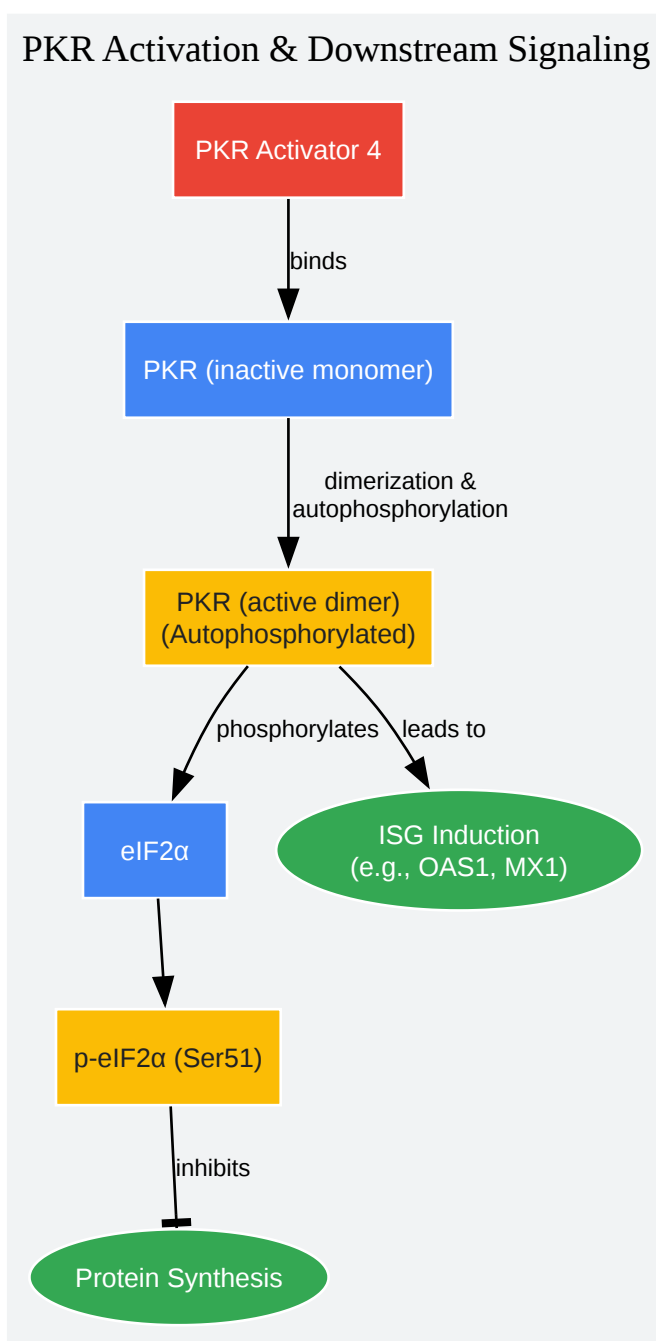 PKR Activation & Downstream Signaling
PKR Activator 4
binds
PKR (inactive monomer)
dimerization &
autophosphorylation
PKR (active dimer)
(Autophosphorylated)
phosphorylates
leads to
eIF2α
ISG Induction
(e.g., OAS1, MX1)
p-eIF2α (Ser51)
inhibits
Protein Synthesis